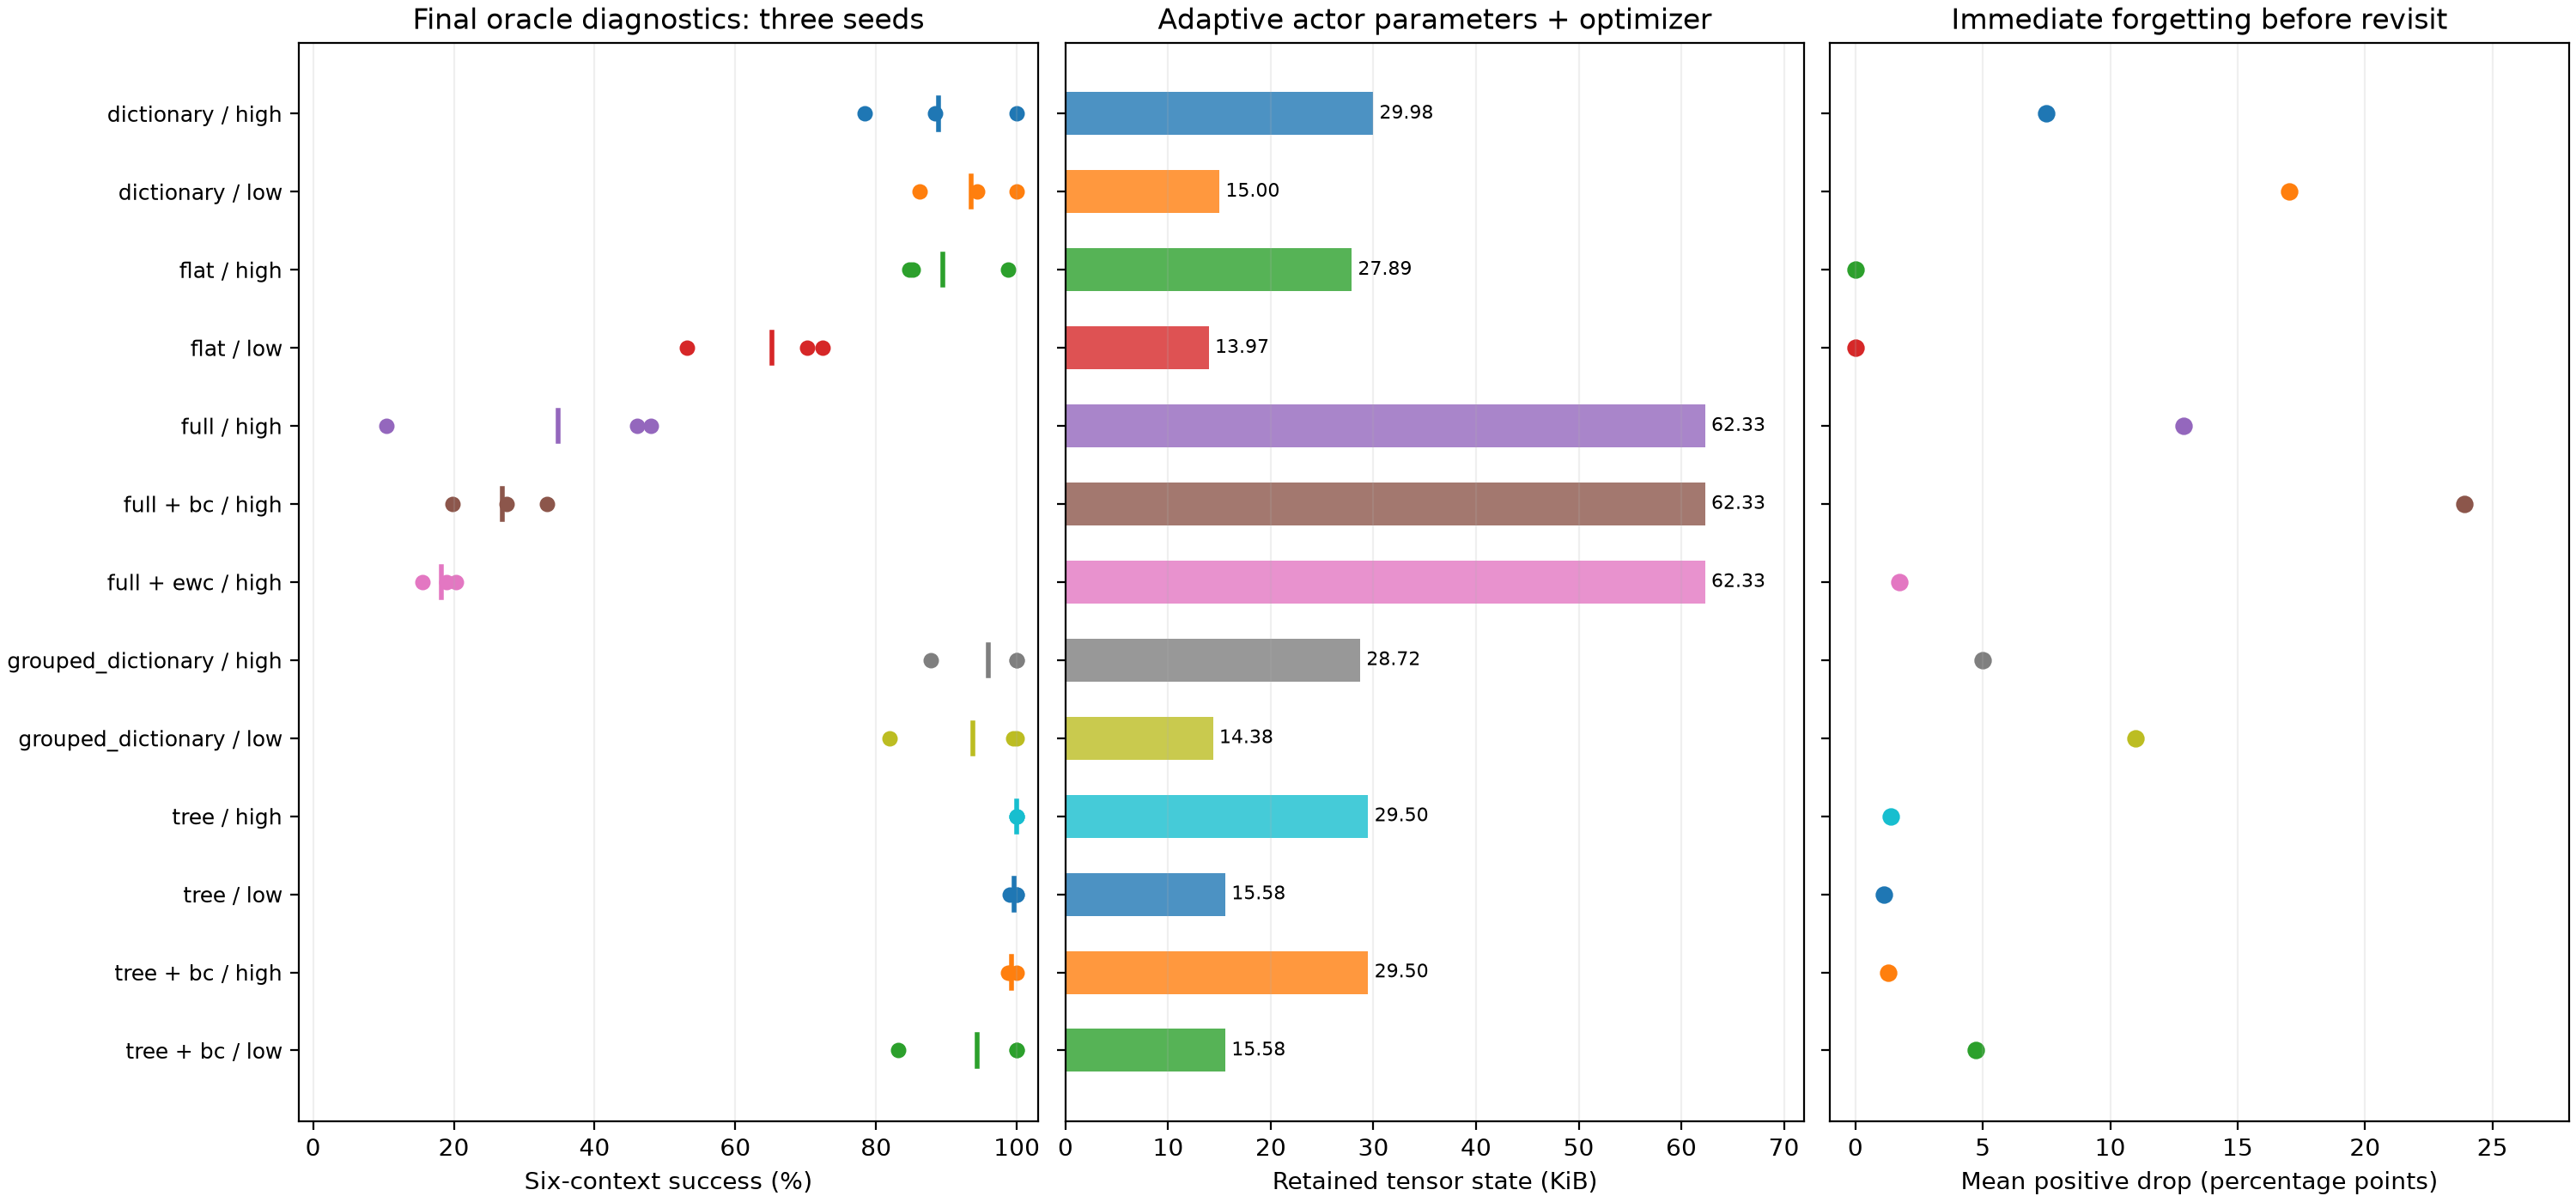 Final oracle diagnostics: three seeds
Adaptive actor parameters + optimizer
Immediate forgetting before revisit
dictionary / high
29.98
dictionary / low
15.00
flat / high
27.89
flat / low
13.97
full / high
62.33
full + bc / high
62.33
full + ewc / high
62.33
grouped_dictionary / high
28.72
grouped_dictionary / low
14.38
tree / high
29.50
tree / low
15.58
tree + bc / high
29.50
tree + bc / low
15.58
0 20 40 60 80 100
0 10 20 30 40 50 60 70
0 5 10 15 20 25
Six-context success (%)
Retained tensor state (KiB)
Mean positive drop (percentage points)